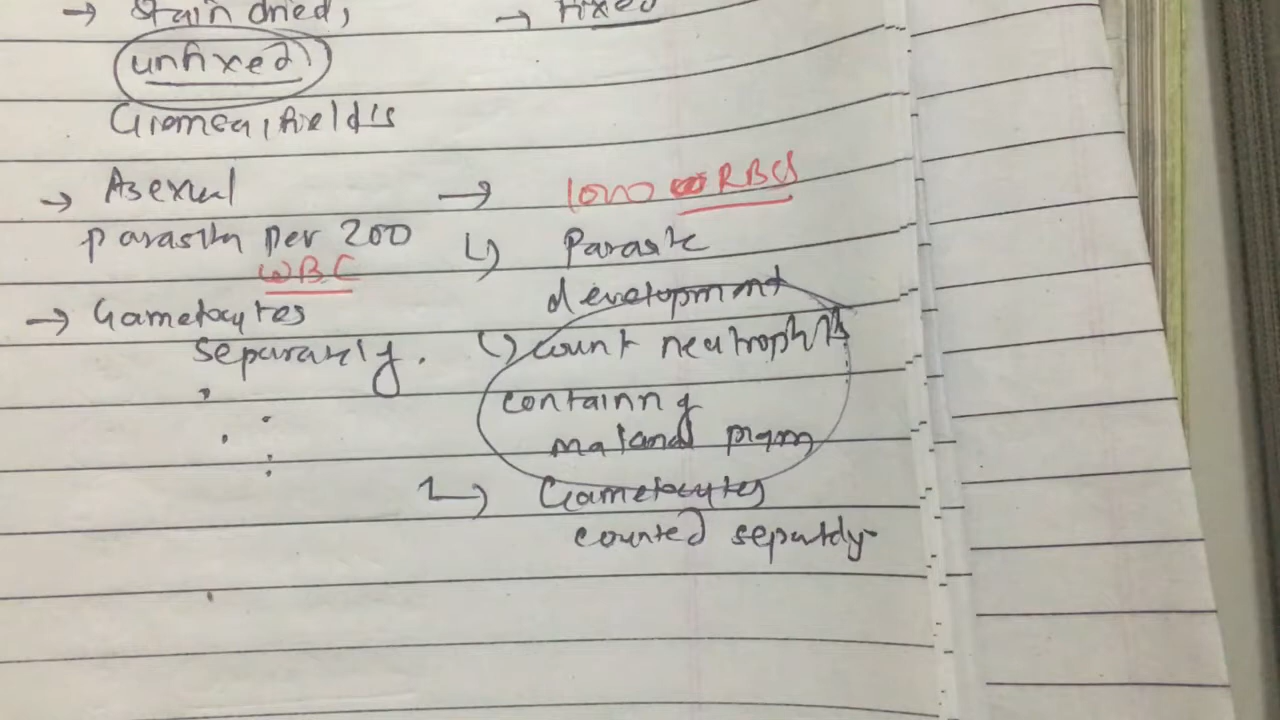 → Stain dried,
unfixed
Giemsa, field's
→ Asexual
parasites per 200
WBC
→ Gametocytes
separately.
→ fixed
→ 1000 RBCs
↳ Parasite
development
↳ count neutrophils
containing
malarial pigm
↳ Gametocytes
counted separately